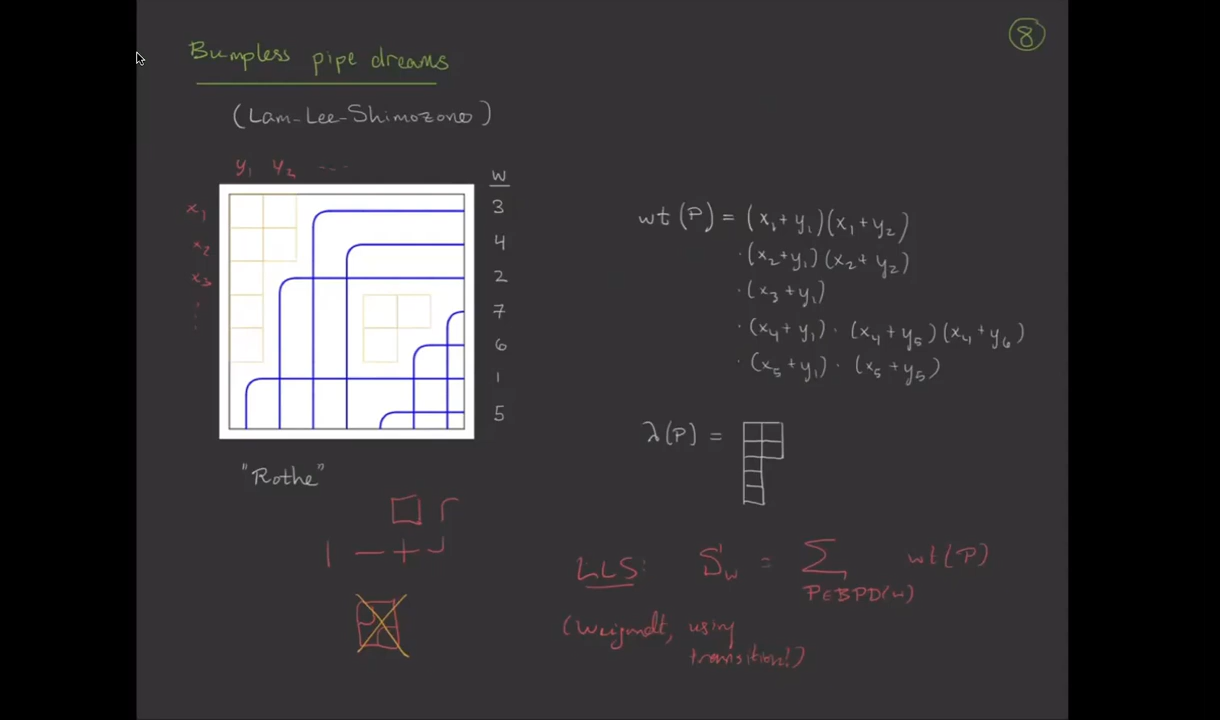 8
Bumpless pipe dreams
(Lam-Lee-Shimozono)
y₁ y₂ ...
w
x₁
x₂
x₃
⋮
3
4
2
7
6
1
5
"Rothe"
wt(P) = (x₁+y₁)(x₁+y₂)
·(x₂+y₁)(x₂+y₂)
·(x₃+y₁)
·(x₄+y₁)·(x₄+y₅)(x₄+y₆)
·(x₅+y₁)·(x₅+y₅)
λ(P) =
LLS: S_w = Σ wt(P)
P∈BPD(w)
(Weigandt, using
transition!)